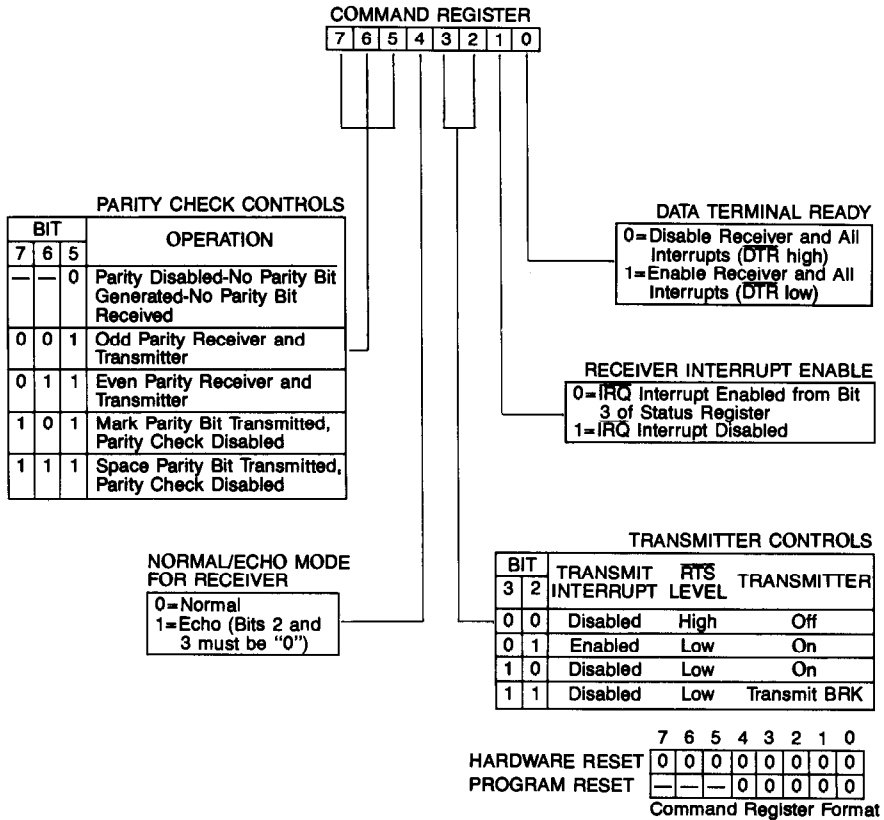 COMMAND REGISTER
7 6 5 4 3 2 1 0
PARITY CHECK CONTROLS
BIT OPERATION
7 6 5
— — 0 Parity Disabled-No Parity Bit
Generated-No Parity Bit
Received
0 0 1 Odd Parity Receiver and
Transmitter
0 1 1 Even Parity Receiver and
Transmitter
1 0 1 Mark Parity Bit Transmitted,
Parity Check Disabled
1 1 1 Space Parity Bit Transmitted,
Parity Check Disabled
NORMAL/ECHO MODE
FOR RECEIVER
0=Normal
1=Echo (Bits 2 and
3 must be “0”)
DATA TERMINAL READY
0=Disable Receiver and All
Interrupts (D̅T̅R̅ high)
1=Enable Receiver and All
Interrupts (D̅T̅R̅ low)
RECEIVER INTERRUPT ENABLE
0=I̅R̅Q̅ Interrupt Enabled from Bit
3 of Status Register
1=I̅R̅Q̅ Interrupt Disabled
TRANSMITTER CONTROLS
BIT TRANSMIT R̅T̅S̅ TRANSMITTER
3 2 INTERRUPT LEVEL
0 0 Disabled High Off
0 1 Enabled Low On
1 0 Disabled Low On
1 1 Disabled Low Transmit BRK
7 6 5 4 3 2 1 0
HARDWARE RESET 0 0 0 0 0 0 0 0
PROGRAM RESET — — — 0 0 0 0 0
Command Register Format